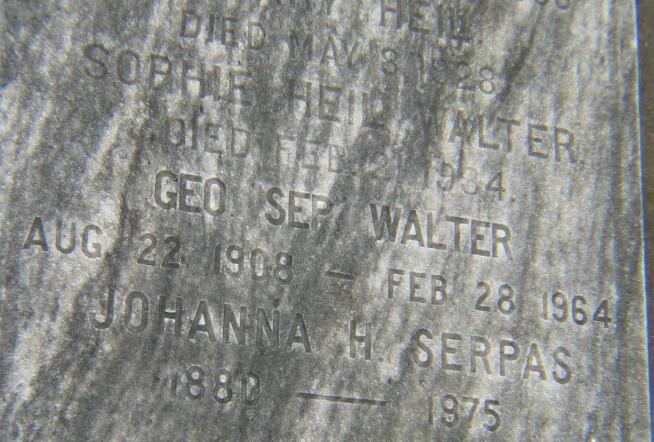 HEIL.
DIED MAY 8 1928.
SOPHIE HEIL WALTER,
DIED FEB. 1934.
GEO. SEP. WALTER
AUG. 22. 1908 — FEB 28 1964
JOHANNA H. SERPAS
1880 — 1975